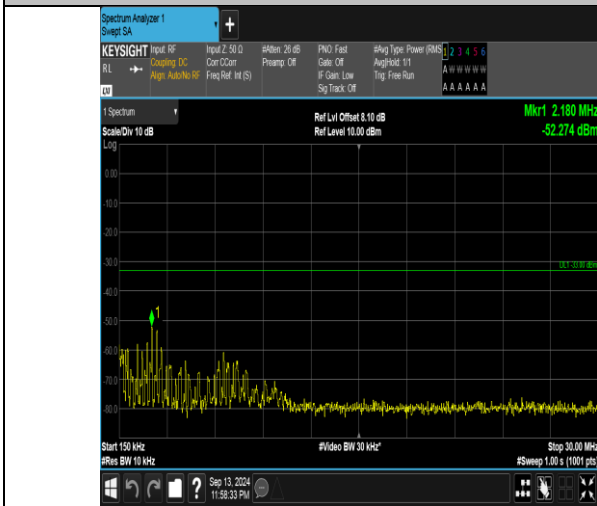 Spectrum Analyzer 1
Swept SA
+
KEYSIGHT
RL
Input: RF
Coupling: DC
Align: Auto/No RF
Input Z: 50 Ω
Corr CCorr
Freq Ref: Int (S)
#Atten: 26 dB
Preamp: Off
PNO: Fast
Gate: Off
IF Gain: Low
Sig Track: Off
#Avg Type: Power (RMS
Avg|Hold: 1/1
Trig: Free Run
1 2 3 4 5 6
A W W W W W
A A A A A A
1 Spectrum
Scale/Div 10 dB
Ref Lvl Offset 8.10 dB
Ref Level 10.00 dBm
Mkr1 2.180 MHz
-52.274 dBm
Log
0.00
-10.0
-20.0
-30.0
DL1 -33.00 dBm
-40.0
-50.0
1
-60.0
-70.0
-80.0
Start 150 kHz
#Res BW 10 kHz
#Video BW 30 kHz*
Stop 30.00 MHz
#Sweep 1.00 s (1001 pts)
?
Sep 13, 2024
11:58:33 PM